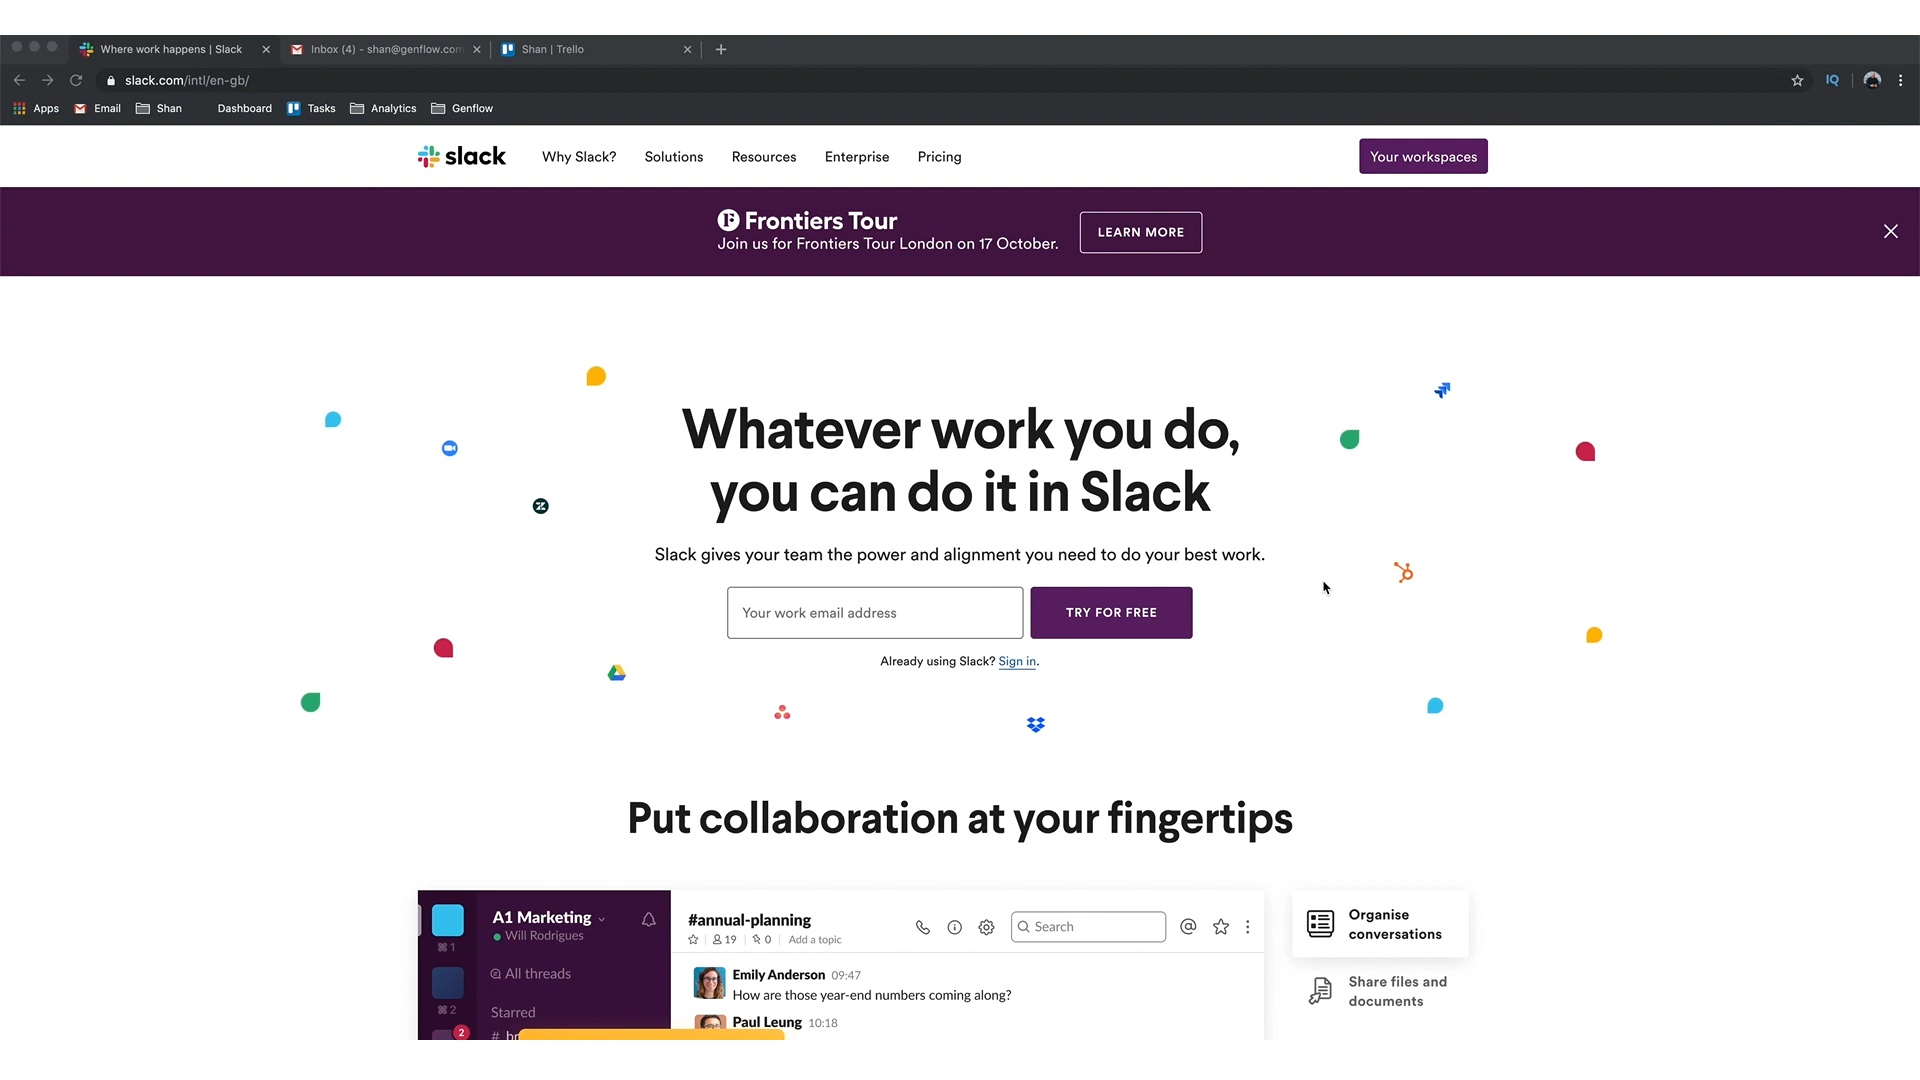 Where work happens | Slack
Inbox (4) - shan@genflow.com
Shan | Trello
slack.com/intl/en-gb/
IQ
Apps
Email
Shan
Dashboard
Tasks
Analytics
Genflow
slack
Why Slack?
Solutions
Resources
Enterprise
Pricing
Your workspaces
Frontiers Tour
Join us for Frontiers Tour London on 17 October.
LEARN MORE
Whatever work you do,
you can do it in Slack
Slack gives your team the power and alignment you need to do your best work.
Your work email address
TRY FOR FREE
Already using Slack? Sign in.
Put collaboration at your fingertips
A1 Marketing
Will Rodrigues
⌘1
All threads
⌘2
Starred
2
# br
#annual-planning
19
0
Add a topic
Search
Emily Anderson 09:47
How are those year-end numbers coming along?
Paul Leung 10:18
Organise
conversations
Share files and
documents